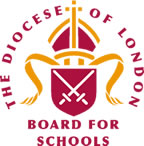 THE DIOCESE OF LONDON
BOARD FOR
SCHOOLS